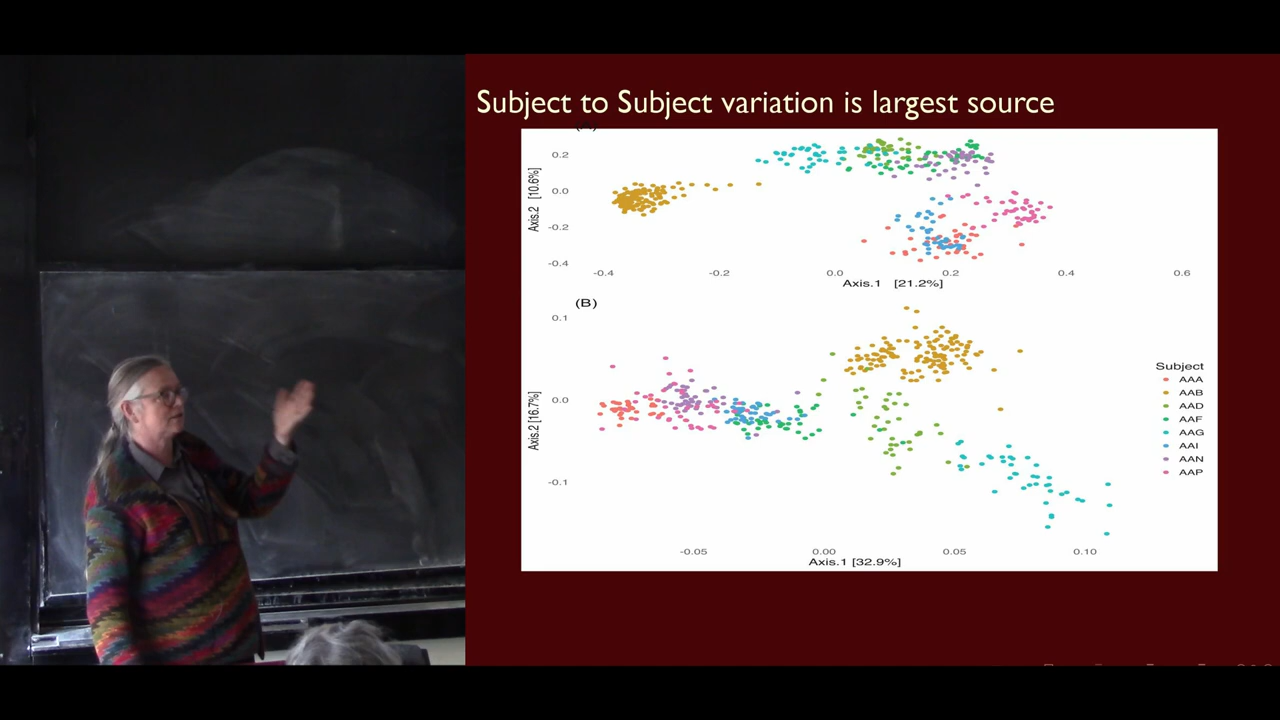 Subject to Subject variation is largest source
Axis.2 [10.6%]
0.2
0.0
-0.2
-0.4
-0.4 -0.2 0.0 0.2 0.4 0.6
Axis.1 [21.2%]
(B)
Axis.2 [16.7%]
0.1
0.0
-0.1
-0.05 0.00 0.05 0.10
Axis.1 [32.9%]
Subject
AAA
AAB
AAD
AAF
AAG
AAI
AAN
AAP